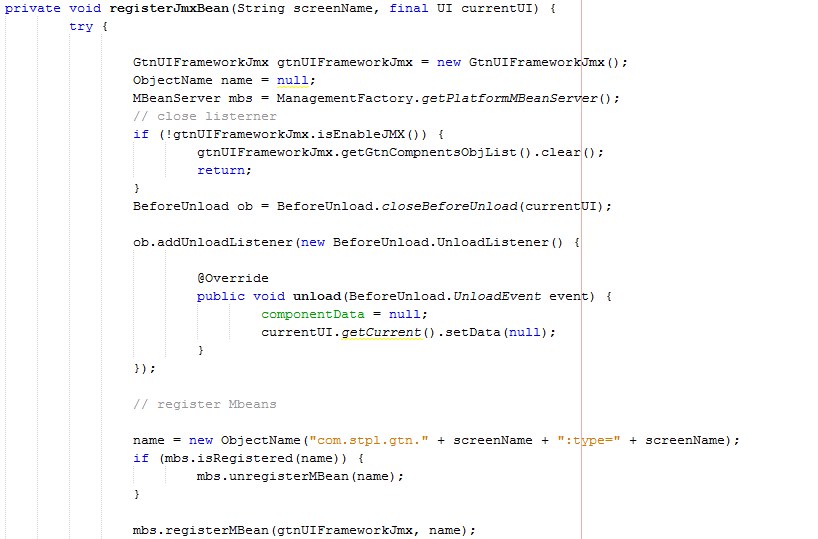 private void registerJmxBean(String screenName, final UI currentUI) {
try {
GtnUIFrameworkJmx gtnUIFrameworkJmx = new GtnUIFrameworkJmx();
ObjectName name = null;
MBeanServer mbs = ManagementFactory.getPlatformMBeanServer();
// close listerner
if (!gtnUIFrameworkJmx.isEnableJMX()) {
gtnUIFrameworkJmx.getGtnCompnentsObjList().clear();
return;
}
BeforeUnload ob = BeforeUnload.closeBeforeUnload(currentUI);
ob.addUnloadListener(new BeforeUnload.UnloadListener() {
@Override
public void unload(BeforeUnload.UnloadEvent event) {
componentData = null;
currentUI.getCurrent().setData(null);
}
});
// register Mbeans
name = new ObjectName("com.stpl.gtn." + screenName + ":type=" + screenName);
if (mbs.isRegistered(name)) {
mbs.unregisterMBean(name);
}
mbs.registerMBean(gtnUIFrameworkJmx, name);